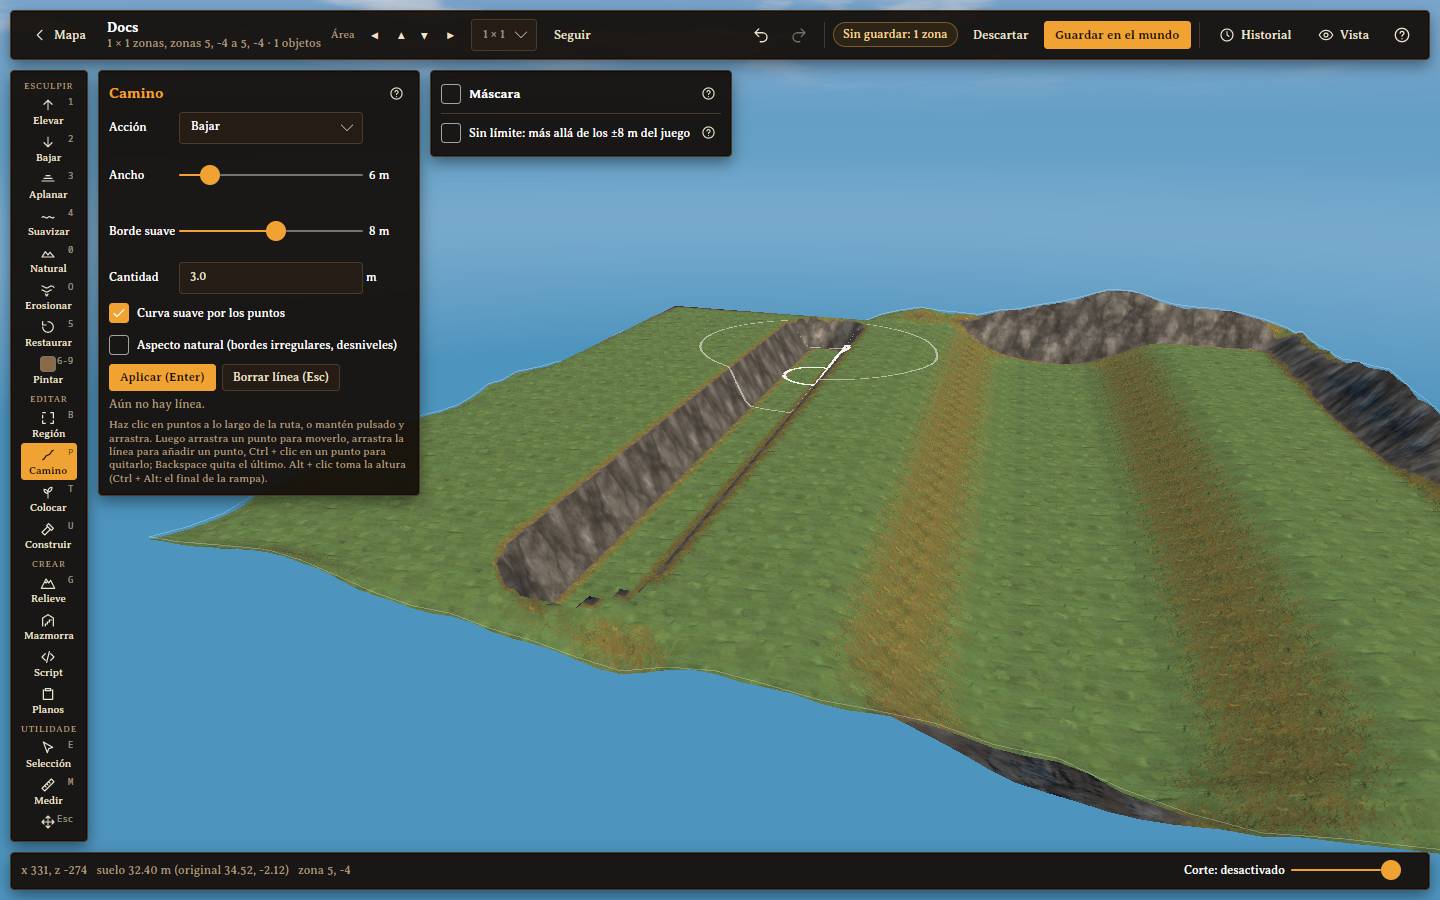 Mapa
Docs
1 × 1 zonas, zonas 5, -4 a 5, -4 · 1 objetos
Área
1 × 1
Seguir
Sin guardar: 1 zona
Descartar
Guardar en el mundo
Historial
Vista
ESCULPIR
1
Elevar
2
Bajar
3
Aplanar
4
Suavizar
0
Natural
O
Erosionar
5
Restaurar
6-9
Pintar
EDITAR
B
Región
P
Camino
T
Colocar
U
Construir
CREAR
G
Relieve
Mazmorra
Script
Planos
UTILIDADE
E
Selección
M
Medir
Esc
Camino
Acción
Bajar
Ancho
6 m
Borde suave
8 m
Cantidad
3.0
m
Curva suave por los puntos
Aspecto natural (bordes irregulares, desniveles)
Aplicar (Enter)
Borrar línea (Esc)
Aún no hay línea.
Haz clic en puntos a lo largo de la ruta, o mantén pulsado y
arrastra. Luego arrastra un punto para moverlo, arrastra la
línea para añadir un punto, Ctrl + clic en un punto para
quitarlo; Backspace quita el último. Alt + clic toma la altura
(Ctrl + Alt: el final de la rampa).
Máscara
Sin límite: más allá de los ±8 m del juego
x 331, z -274 suelo 32.40 m (original 34.52, -2.12) zona 5, -4
Corte: desactivado